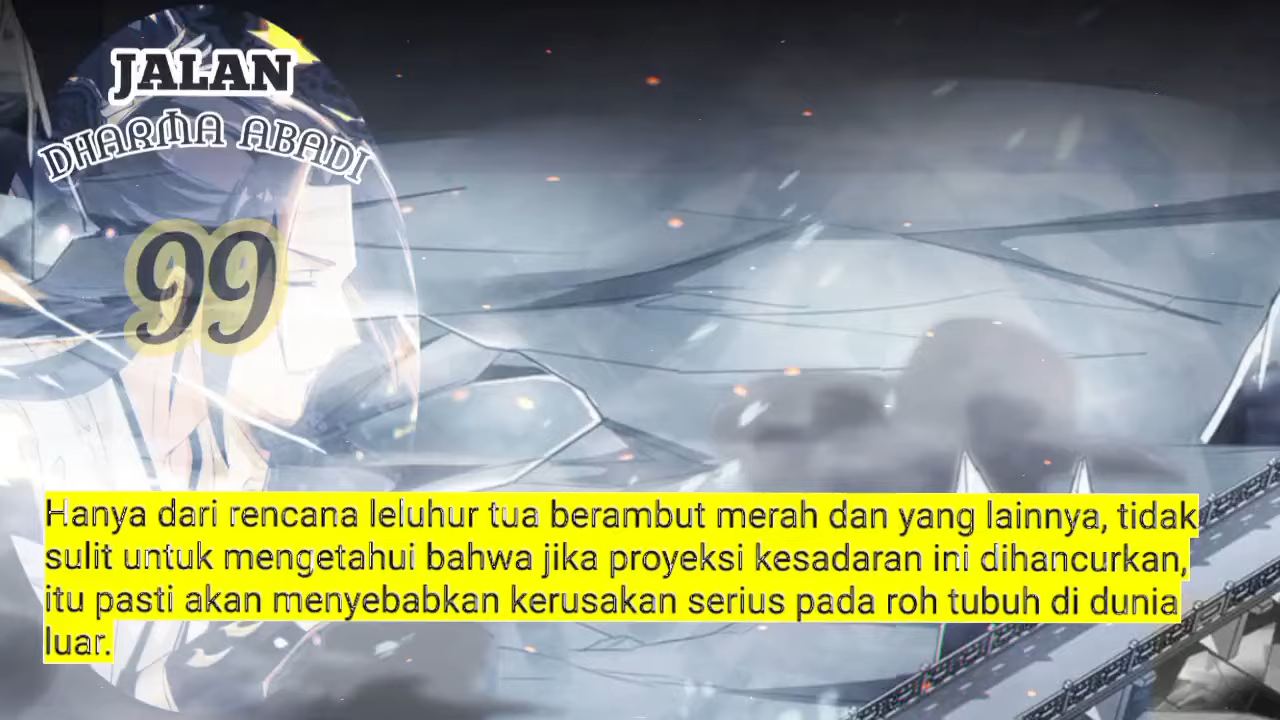 JALAN
DHARMA ABADI
99
Hanya dari rencana leluhur tua berambut merah dan yang lainnya, tidak
sulit untuk mengetahui bahwa jika proyeksi kesadaran ini dihancurkan,
itu pasti akan menyebabkan kerusakan serius pada roh tubuh di dunia
luar.